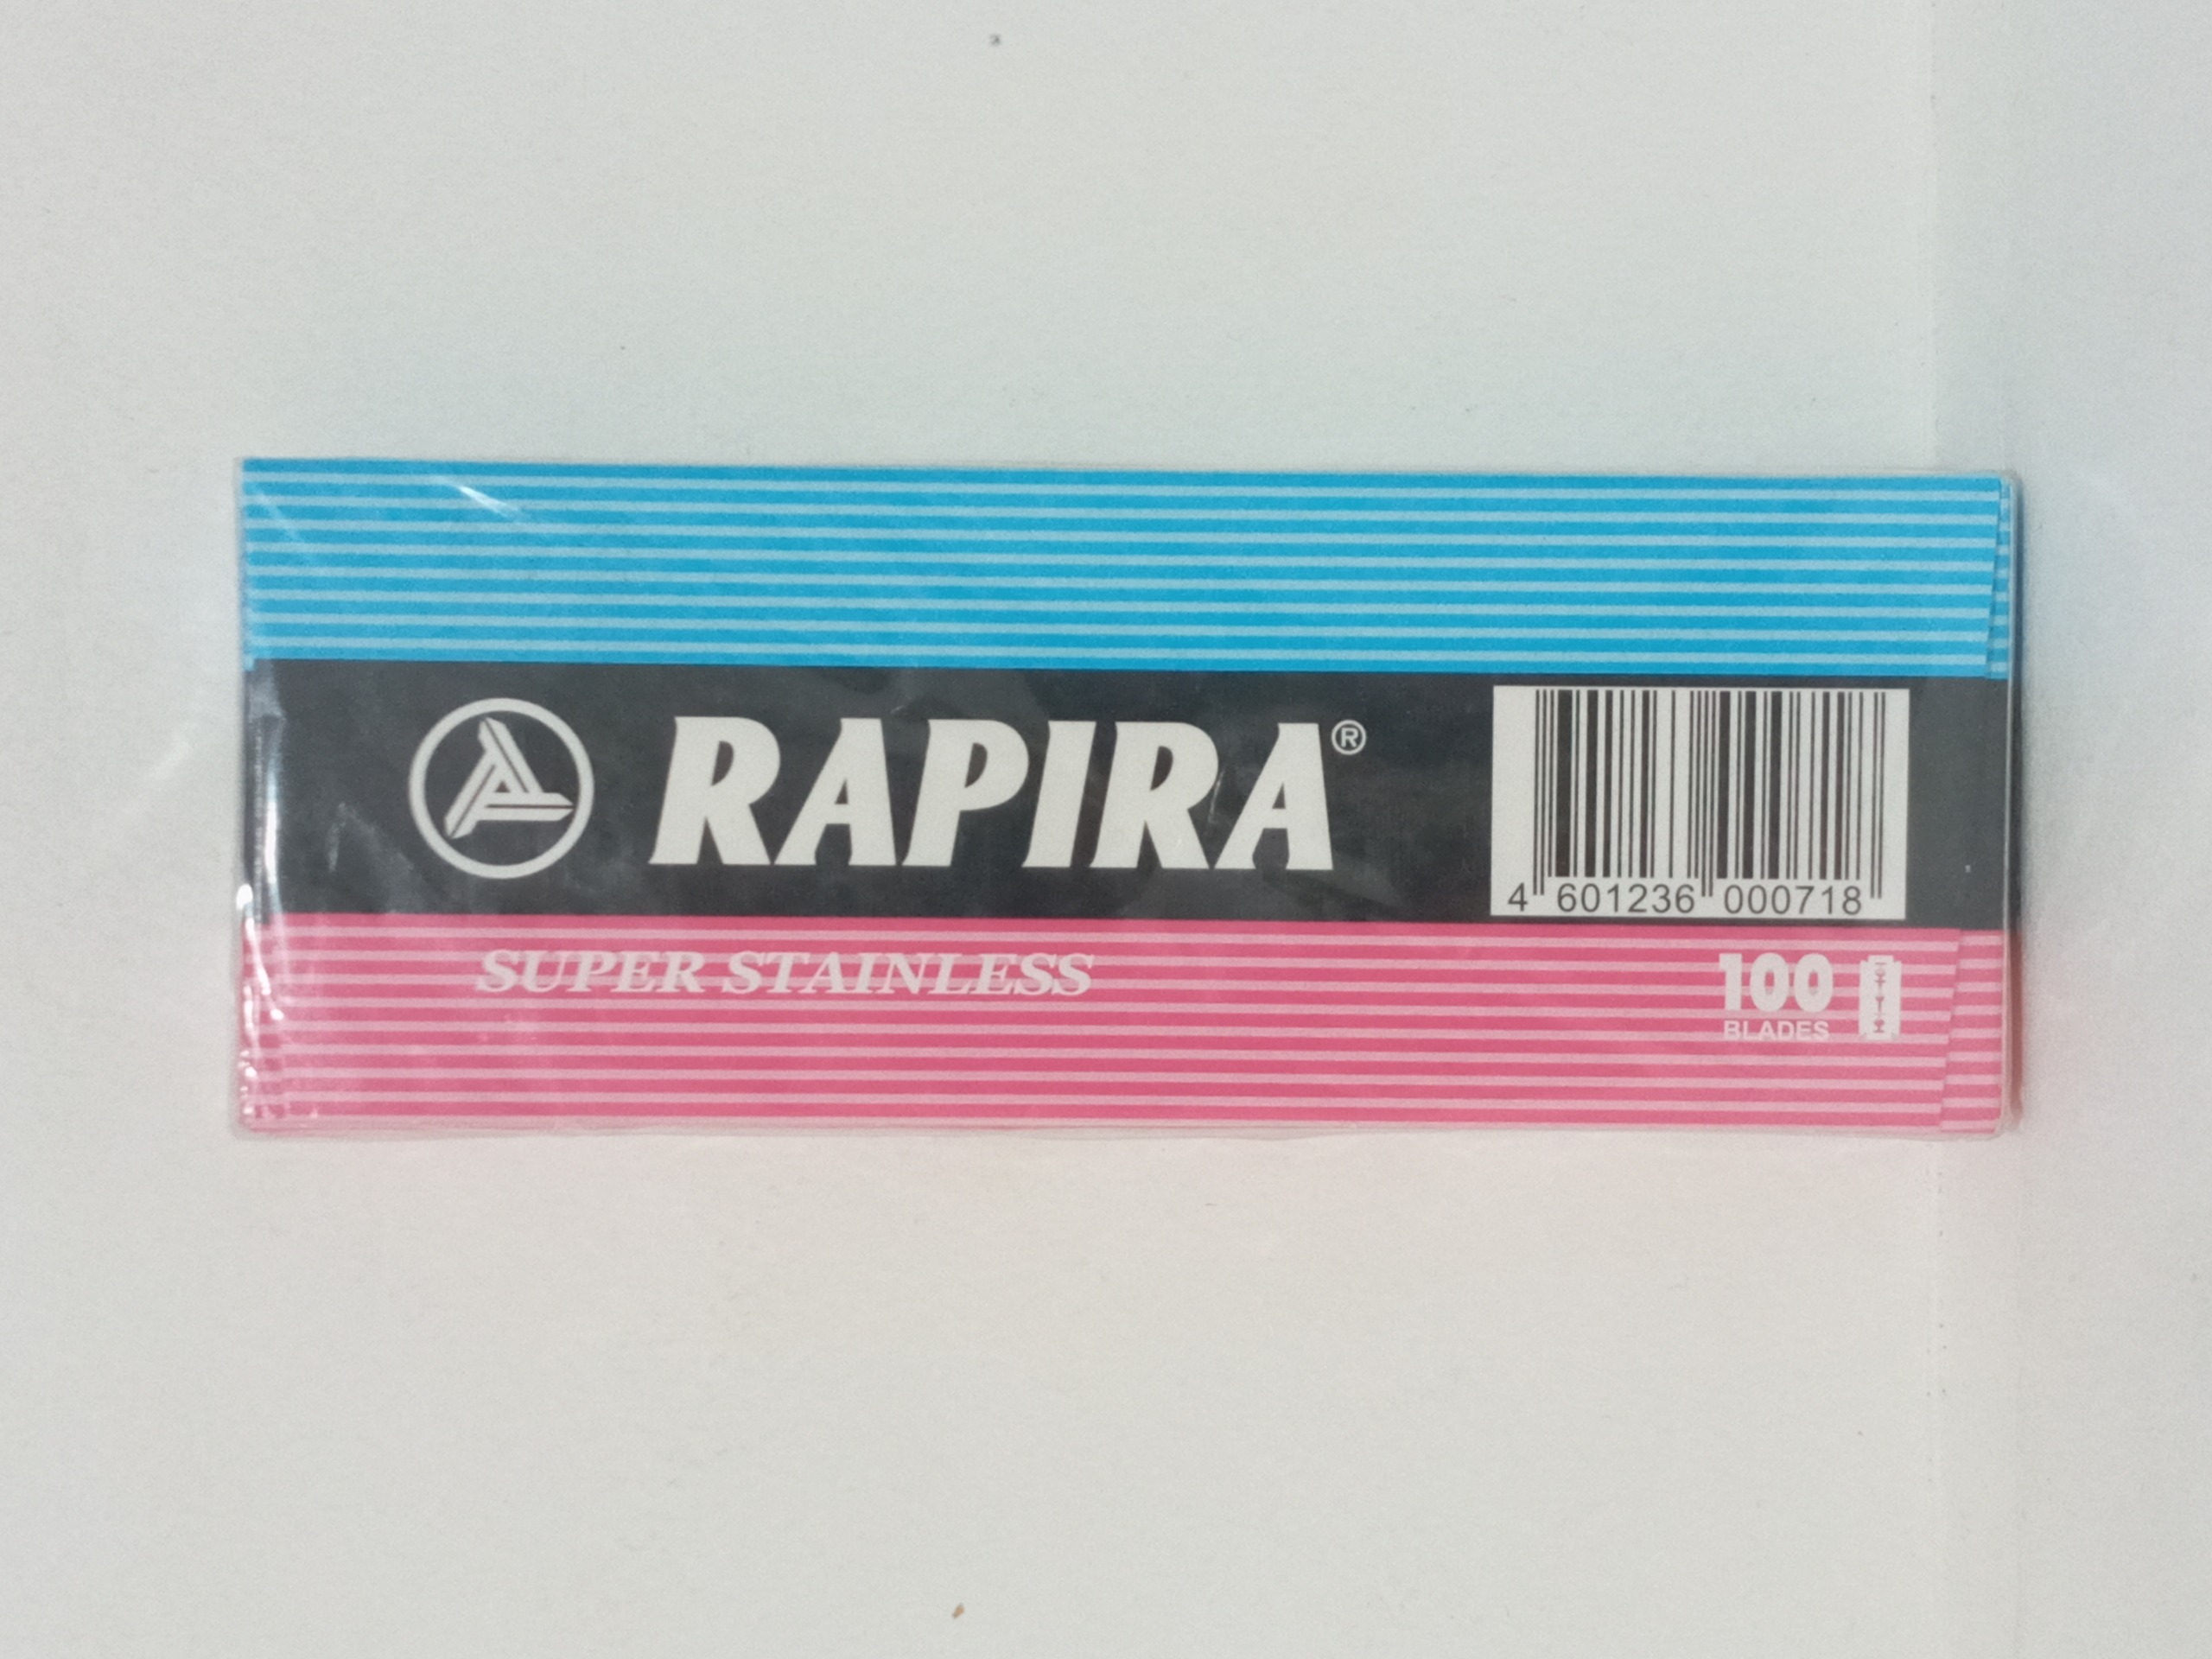 RAPIRA®
4 601236 000718
SUPER STAINLESS
100
BLADES